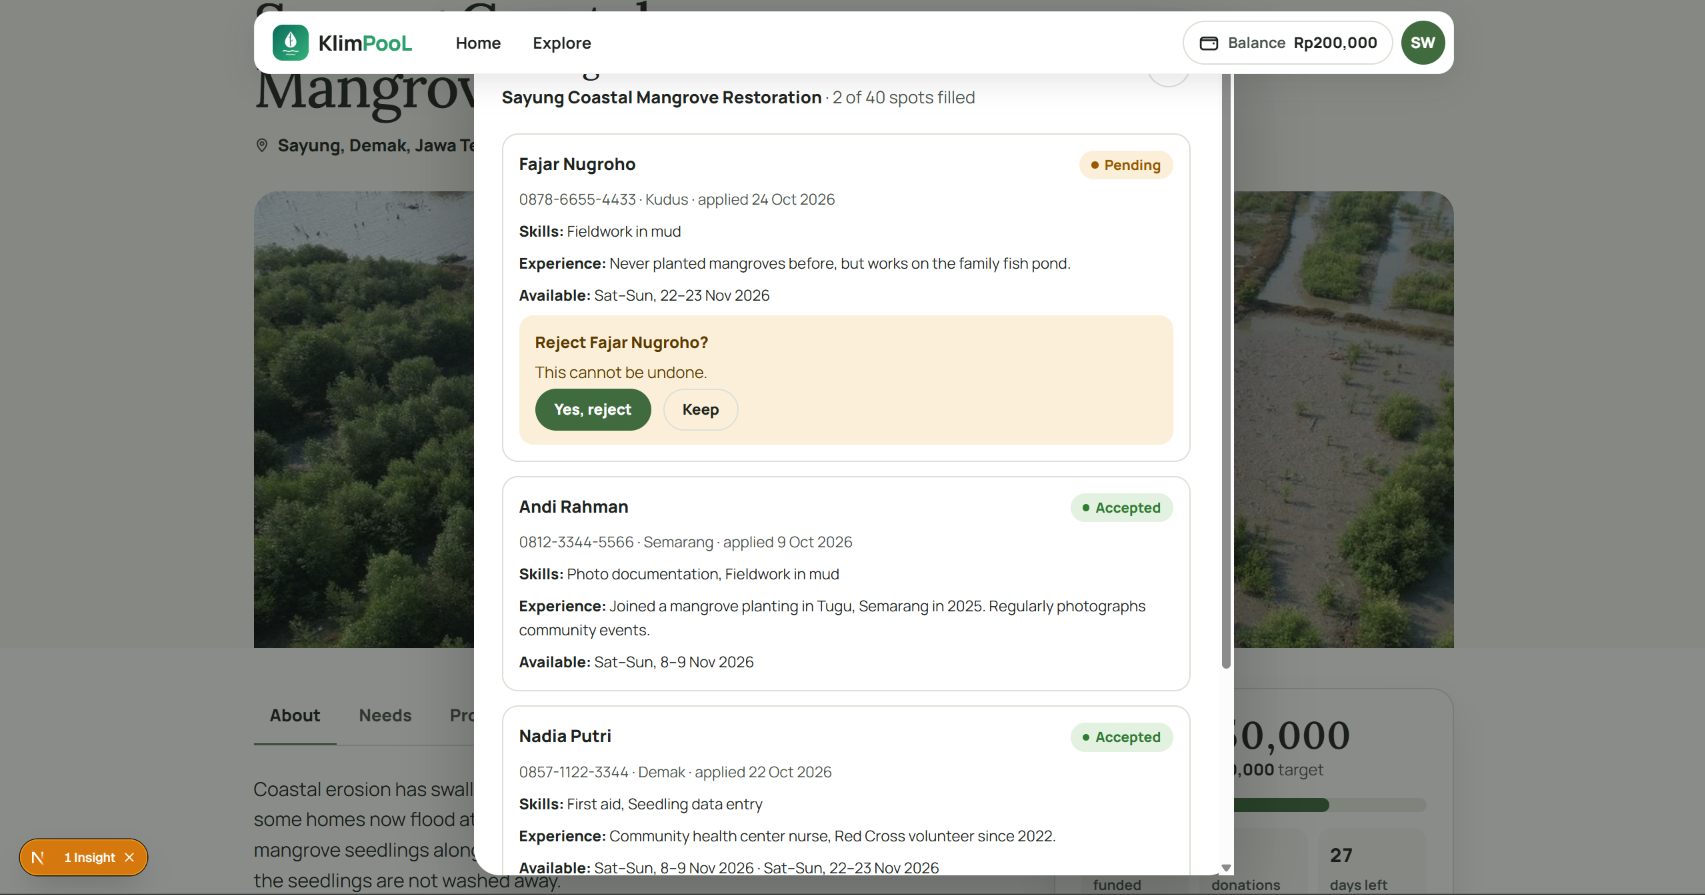 KlimPooL
Home
Explore
Balance Rp200,000
SW
Mangrov
Sayung, Demak, Jawa Te
Sayung Coastal Mangrove Restoration · 2 of 40 spots filled
Fajar Nugroho
Pending
0878-6655-4433 · Kudus · applied 24 Oct 2026
Skills: Fieldwork in mud
Experience: Never planted mangroves before, but works on the family fish pond.
Available: Sat–Sun, 22–23 Nov 2026
Reject Fajar Nugroho?
This cannot be undone.
Yes, reject
Keep
Andi Rahman
Accepted
0812-3344-5566 · Semarang · applied 9 Oct 2026
Skills: Photo documentation, Fieldwork in mud
Experience: Joined a mangrove planting in Tugu, Semarang in 2025. Regularly photographs
community events.
Available: Sat–Sun, 8–9 Nov 2026
Nadia Putri
Accepted
0857-1122-3344 · Demak · applied 22 Oct 2026
Skills: First aid, Seedling data entry
Experience: Community health center nurse, Red Cross volunteer since 2022.
Available: Sat–Sun, 8–9 Nov 2026 · Sat–Sun, 22–23 Nov 2026
About
Needs
Pro
Coastal erosion has swall
some homes now flood at
mangrove seedlings along
the seedlings are not washed away.
0,000
0,000 target
27
funded
donations
days left
N
1 Insight